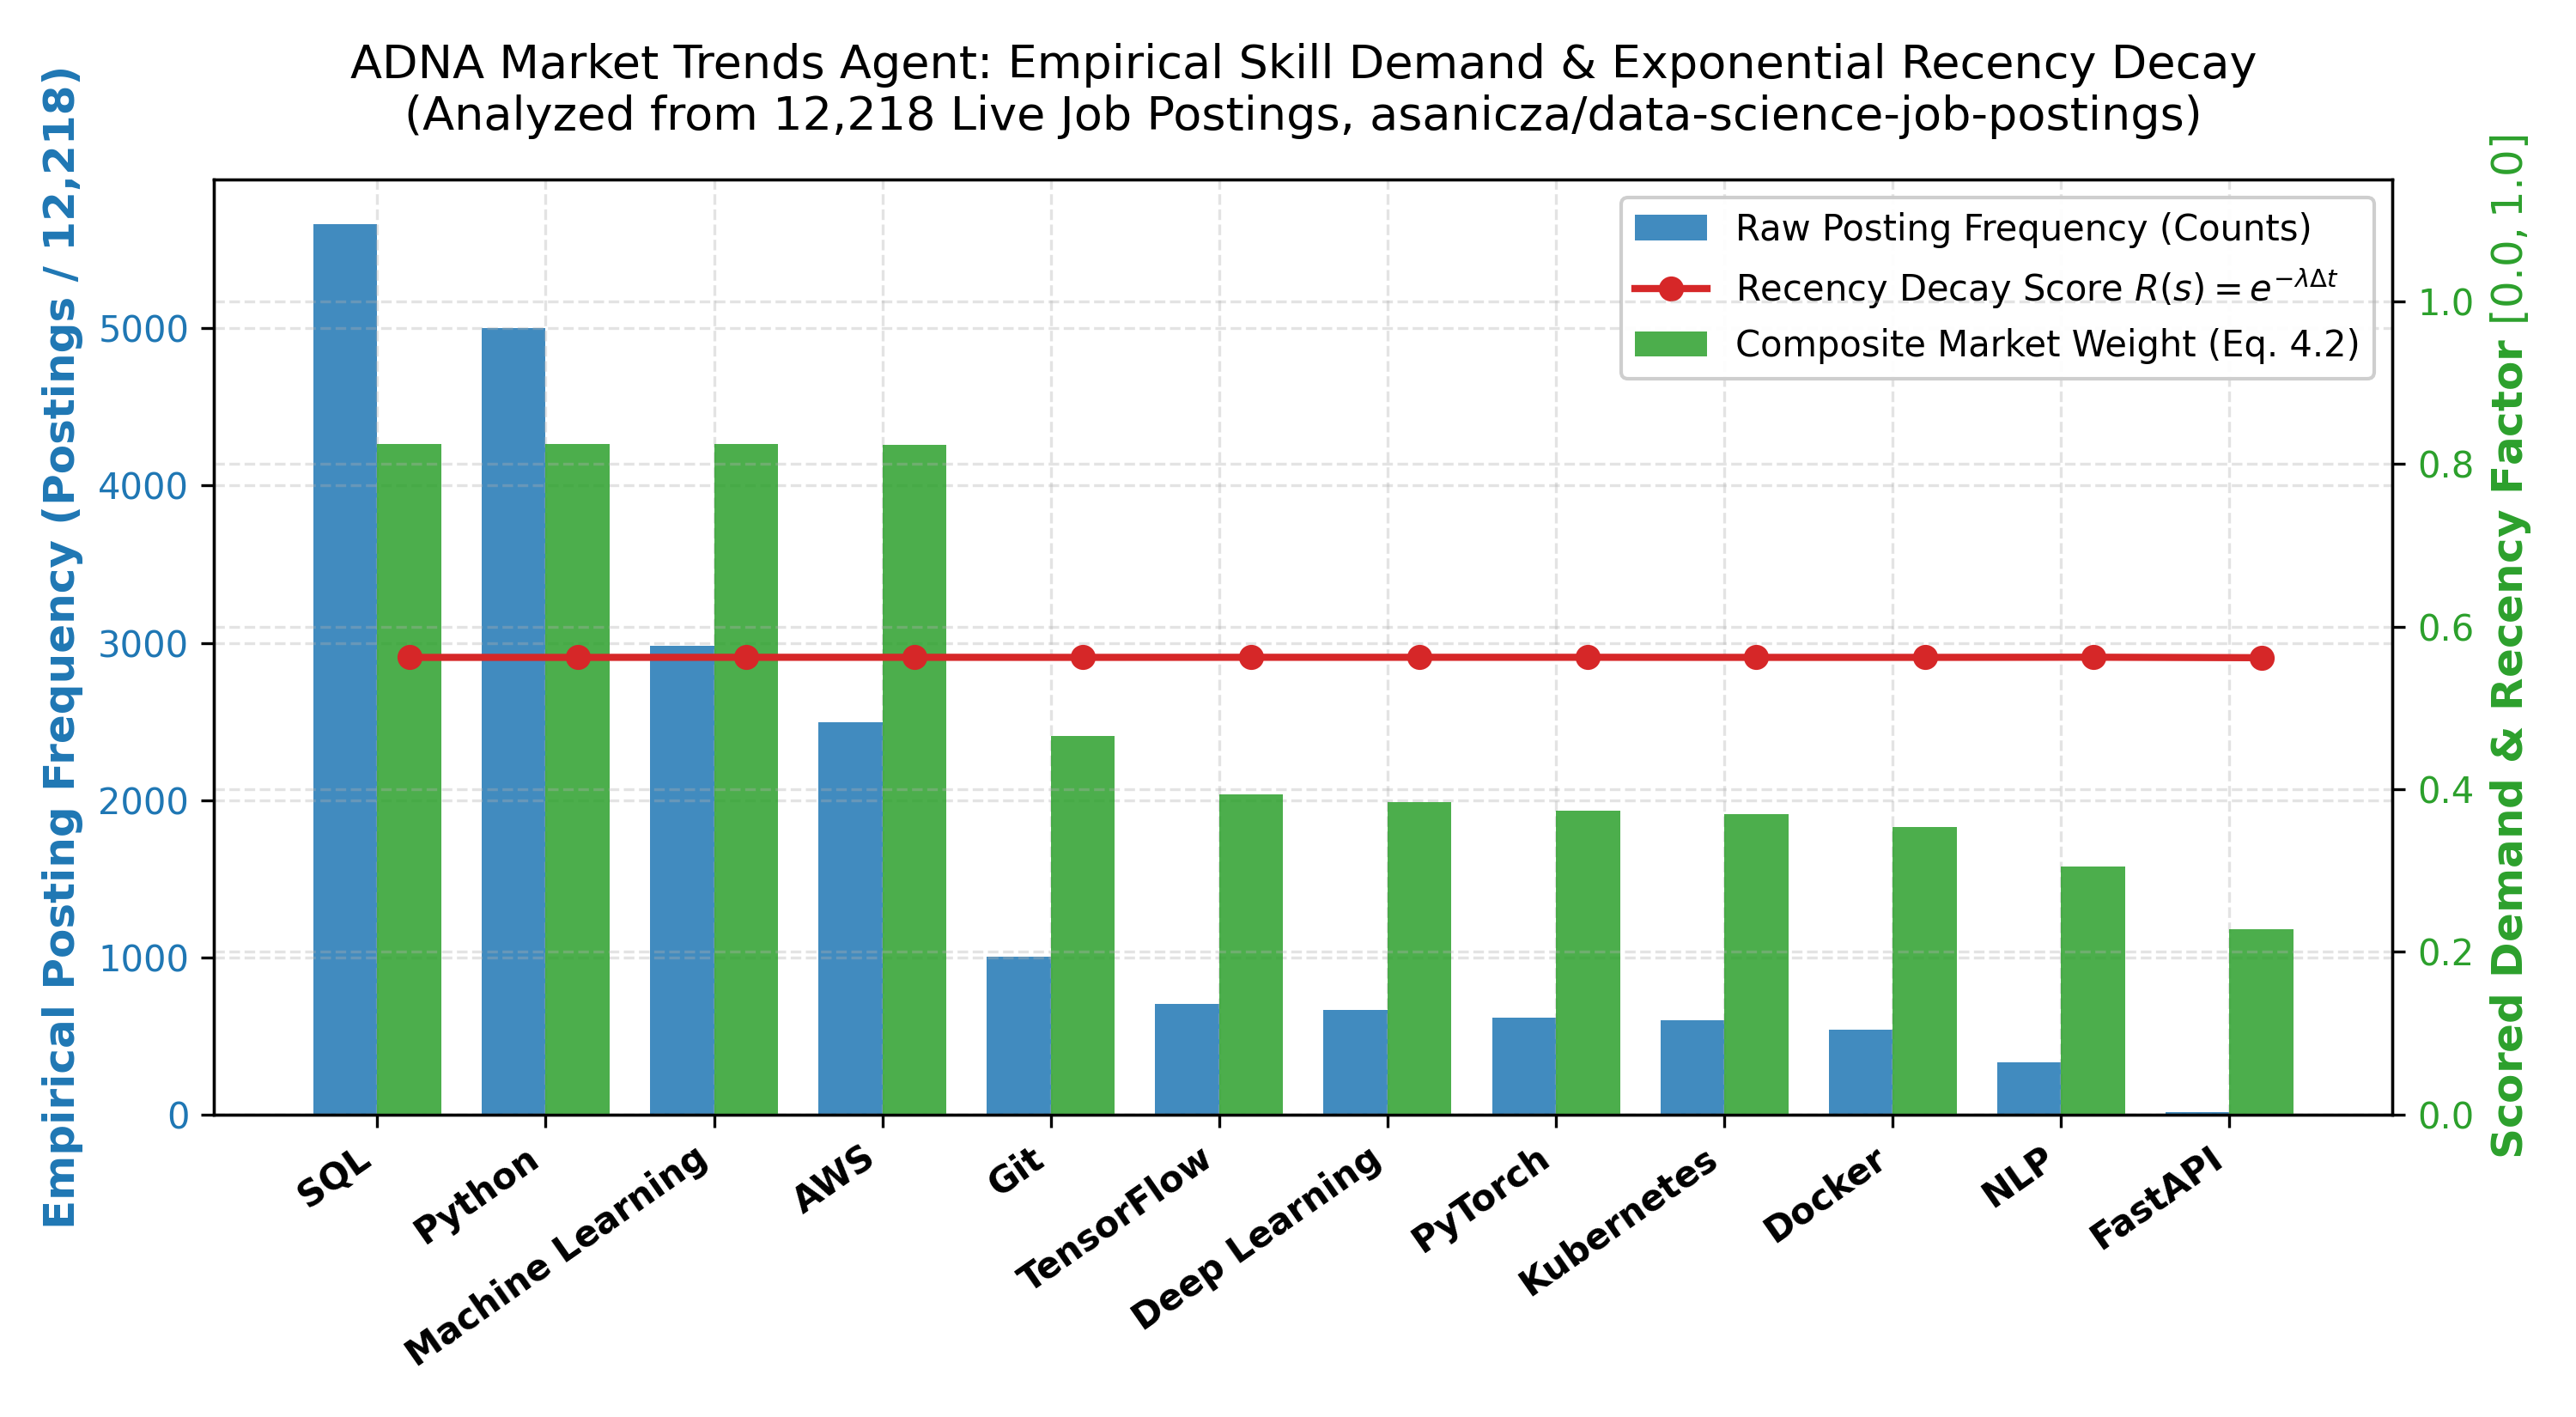 ADNA Market Trends Agent: Empirical Skill Demand & Exponential Recency Decay
(Analyzed from 12,218 Live Job Postings, asanicza/data-science-job-postings)
Empirical Posting Frequency (Postings / 12,218)
5000
4000
3000
2000
1000
0
Raw Posting Frequency (Counts)
Recency Decay Score R(s) = e^{−λΔt}
Composite Market Weight (Eq. 4.2)
1.0
0.8
0.6
0.4
0.2
0.0
Scored Demand & Recency Factor [0.0, 1.0]
SQL
Python
Machine Learning
AWS
Git
TensorFlow
Deep Learning
PyTorch
Kubernetes
Docker
NLP
FastAPI